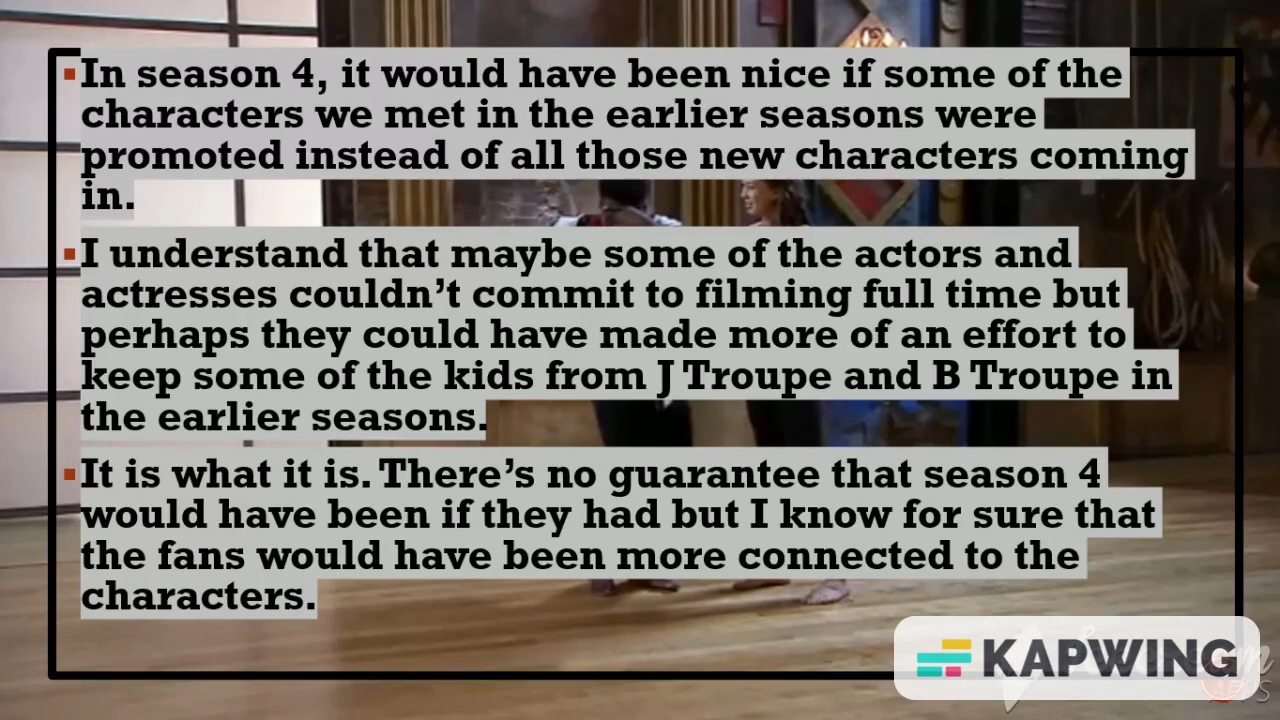 In season 4, it would have been nice if some of the
characters we met in the earlier seasons were
promoted instead of all those new characters coming
in.
I understand that maybe some of the actors and
actresses couldn't commit to filming full time but
perhaps they could have made more of an effort to
keep some of the kids from J Troupe and B Troupe in
the earlier seasons.
It is what it is. There's no guarantee that season 4
would have been if they had but I know for sure that
the fans would have been more connected to the
characters.
KAPWING